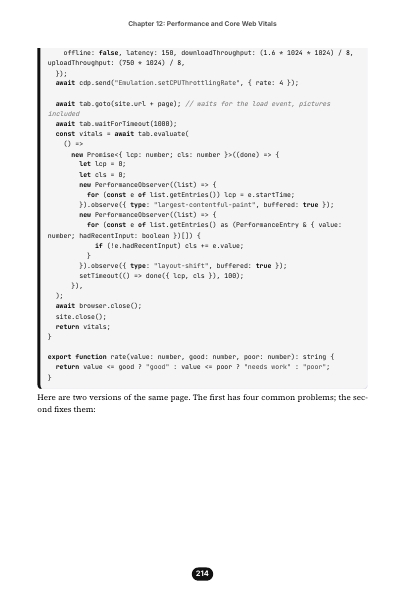 Chapter 12: Performance and Core Web Vitals
offline: false, latency: 150, downloadThroughput: (1.6 * 1024 * 1024) / 8,
uploadThroughput: (750 * 1024) / 8,
});
await cdp.send("Emulation.setCPUThrottlingRate", { rate: 4 });
await tab.goto(site.url + page); // waits for the load event, pictures
included
await tab.waitForTimeout(1000);
const vitals = await tab.evaluate(
() =>
new Promise<{ lcp: number; cls: number }>((done) => {
let lcp = 0;
let cls = 0;
new PerformanceObserver((list) => {
for (const e of list.getEntries()) lcp = e.startTime;
}).observe({ type: "largest-contentful-paint", buffered: true });
new PerformanceObserver((list) => {
for (const e of list.getEntries() as (PerformanceEntry & { value:
number; hadRecentInput: boolean })[]) {
if (!e.hadRecentInput) cls += e.value;
}
}).observe({ type: "layout-shift", buffered: true });
setTimeout(() => done({ lcp, cls }), 100);
}),
);
await browser.close();
site.close();
return vitals;
}
export function rate(value: number, good: number, poor: number): string {
return value <= good ? "good" : value <= poor ? "needs work" : "poor";
}
Here are two versions of the same page. The first has four common problems; the sec-
ond fixes them:
214